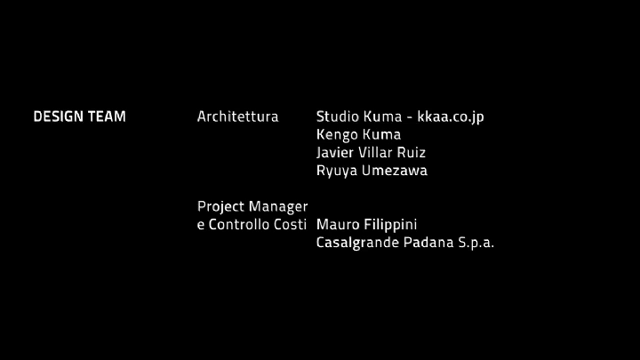 DESIGN TEAM Architettura Studio Kuma - kkaa.co.jp
Kengo Kuma
Javier Villar Ruiz
Ryuya Umezawa
Project Manager
e Controllo Costi Mauro Filippini
Casalgrande Padana S.p.a.